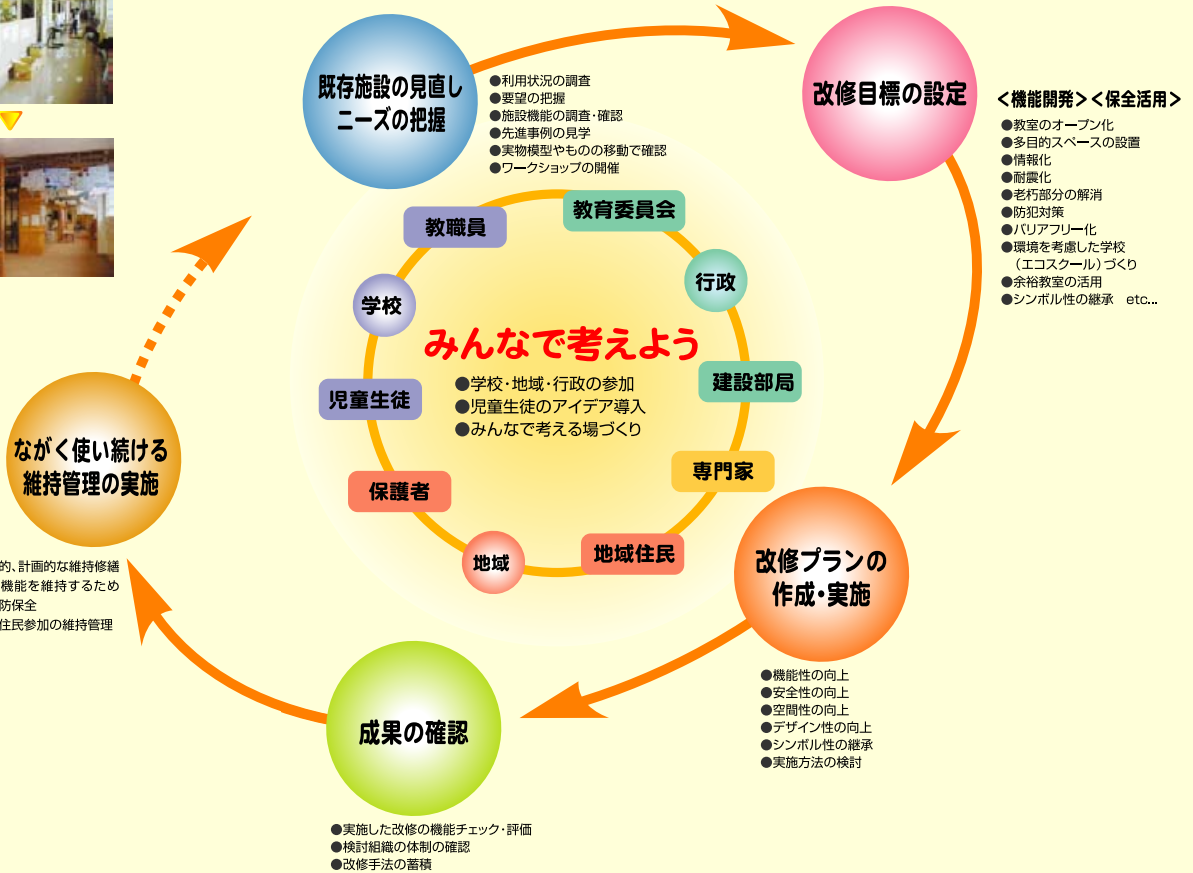 既存施設の見直し
ニーズの把握
●利用状況の調査
●要望の把握
●施設機能の調査・確認
●先進事例の見学
●実物模型やものの移動で確認
●ワークショップの開催
改修目標の設定
<機能開発><保全活用>
●教室のオープン化
●多目的スペースの設置
●情報化
●耐震化
●老朽部分の解消
●防犯対策
●バリアフリー化
●環境を考慮した学校
(エコスクール)づくり
●余裕教室の活用
●シンボル性の継承 etc...
教職員
教育委員会
学校
行政
みんなで考えよう
●学校・地域・行政の参加
●児童生徒のアイデア導入
●みんなで考える場づくり
児童生徒
建設部局
保護者
専門家
地域
地域住民
改修プランの
作成・実施
●機能性の向上
●安全性の向上
●空間性の向上
●デザイン性の向上
●シンボル性の継承
●実施方法の検討
成果の確認
●実施した改修の機能チェック・評価
●検討組織の体制の確認
●改修手法の蓄積
ながく使い続ける
維持管理の実施
的、計画的な維持修繕
機能を維持するため
防保全
住民参加の維持管理